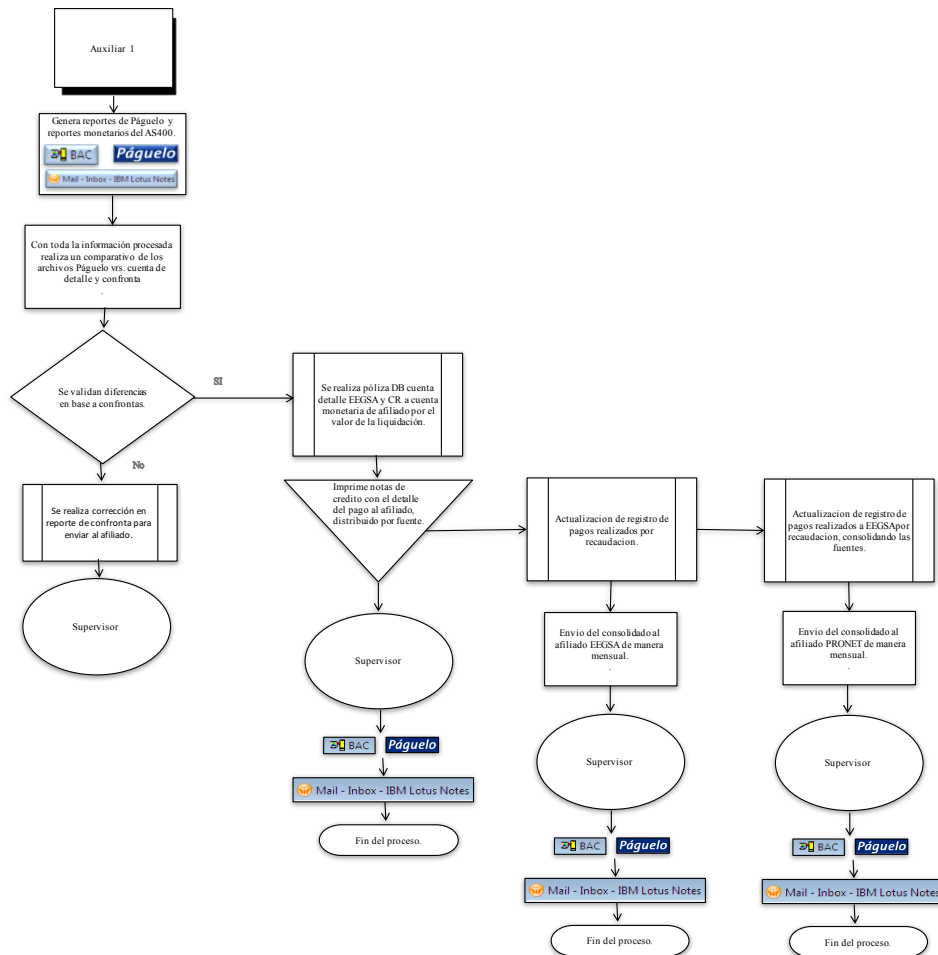 Auxiliar 1
Genera reportes de Páguelo y
reportes monetarios del AS400.
BAC
Páguelo
Mail - Inbox - IBM Lotus Notes
Con toda la información procesada
realiza un comparativo de los
archivos Páguelo vrs. cuenta de
detalle y confronta
.
Se validan diferencias
en base a confrontas.
SI
No
Se realiza corrección en
reporte de confronta para
enviar al afiliado.
Supervisor
Se realiza póliza DB cuenta
detalle EEGSA y CR a cuenta
monetaria de afiliado por el
valor de la liquidación.
Imprime notas de
credito con el detalle
del pago al afiliado,
distribuido por fuente.
Supervisor
BAC
Páguelo
Mail - Inbox - IBM Lotus Notes
Fin del proceso.
Actualizacion de registro de
pagos realizados por
recaudacion.
Envio del consolidado al
afiliado EEGSA de manera
mensual.
.
Supervisor
BAC
Páguelo
Mail - Inbox - IBM Lotus Notes
Fin del proceso.
Actualizacion de registro de
pagos realizados a EEGSApor
recaudacion, consolidando las
fuentes.
Envio del consolidado al
afiliado PRONET de manera
mensual.
.
Supervisor
BAC
Páguelo
Mail - Inbox - IBM Lotus Notes
Fin del proceso.